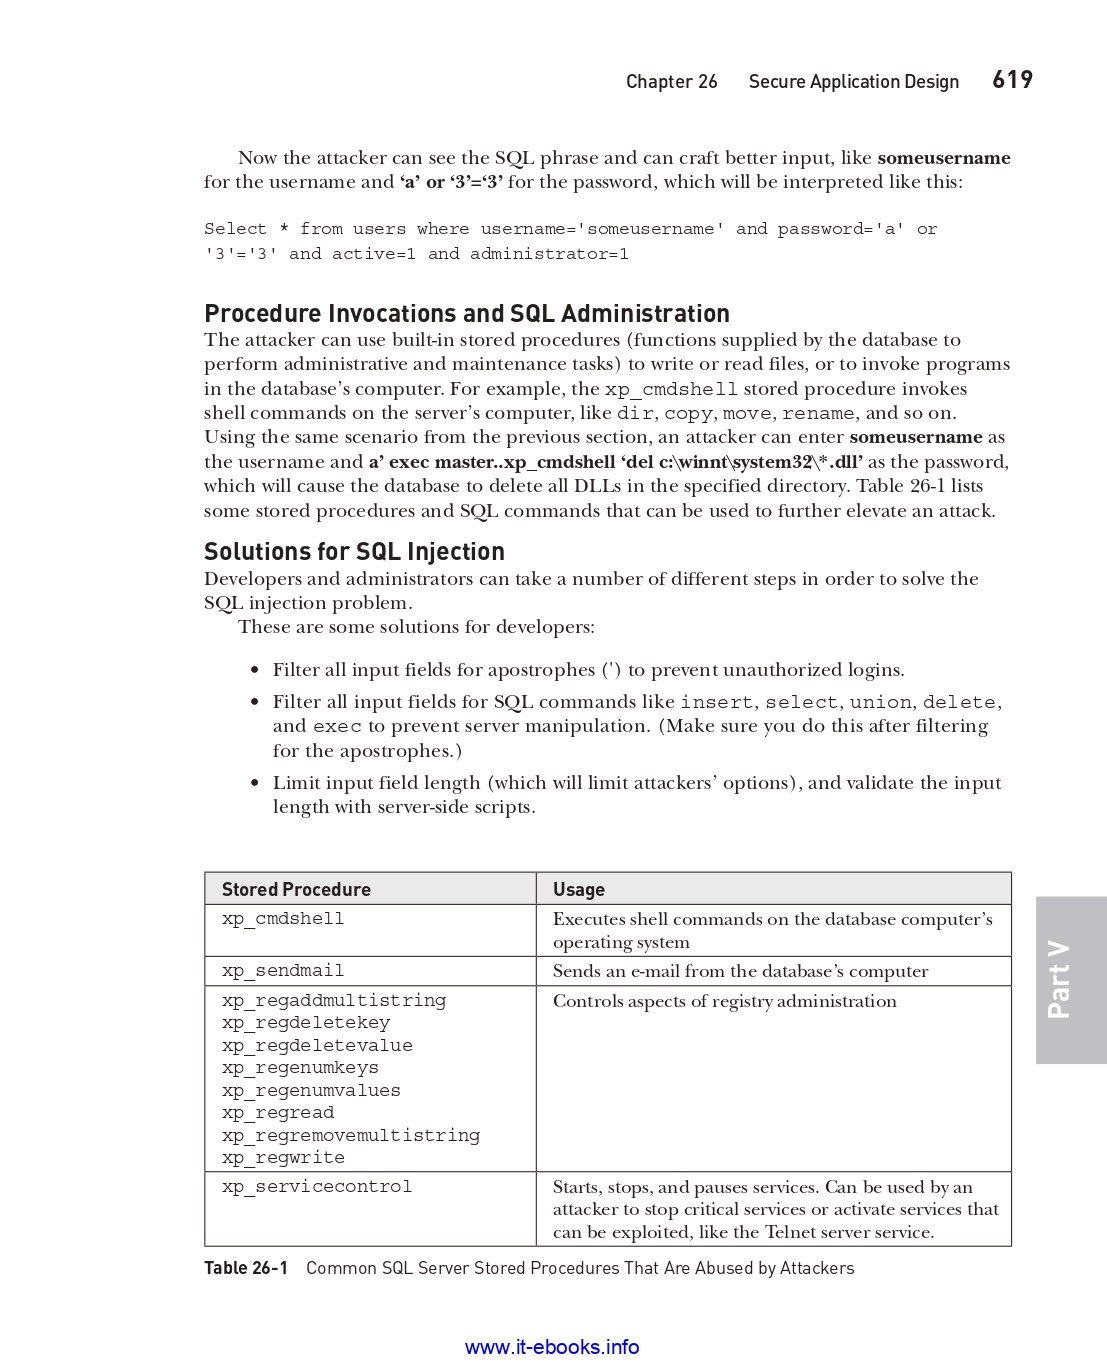 Chapter 26 Secure Application Design 619
Now the attacker can see the SQL phrase and can craft better input, like someusername
for the username and ‘a’ or ‘3’=‘3’ for the password, which will be interpreted like this:
Select * from users where username='someusername' and password='a' or
'3'='3' and active=1 and administrator=1
Procedure Invocations and SQL Administration
The attacker can use built-in stored procedures (functions supplied by the database to
perform administrative and maintenance tasks) to write or read files, or to invoke programs
in the database’s computer. For example, the xp_cmdshell stored procedure invokes
shell commands on the server’s computer, like dir, copy, move, rename, and so on.
Using the same scenario from the previous section, an attacker can enter someusername as
the username and a’ exec master..xp_cmdshell ‘del c:\winnt\system32\*.dll’ as the password,
which will cause the database to delete all DLLs in the specified directory. Table 26-1 lists
some stored procedures and SQL commands that can be used to further elevate an attack.
Solutions for SQL Injection
Developers and administrators can take a number of different steps in order to solve the
SQL injection problem.
These are some solutions for developers:
• Filter all input fields for apostrophes (') to prevent unauthorized logins.
• Filter all input fields for SQL commands like insert, select, union, delete,
and exec to prevent server manipulation. (Make sure you do this after filtering
for the apostrophes.)
• Limit input field length (which will limit attackers’ options), and validate the input
length with server-side scripts.
Stored Procedure Usage
xp_cmdshell Executes shell commands on the database computer’s
operating system
xp_sendmail Sends an e-mail from the database’s computer
xp_regaddmultistring Controls aspects of registry administration
xp_regdeletekey
xp_regdeletevalue
xp_regenumkeys
xp_regenumvalues
xp_regread
xp_regremovemultistring
xp_regwrite
xp_servicecontrol Starts, stops, and pauses services. Can be used by an
attacker to stop critical services or activate services that
can be exploited, like the Telnet server service.
Table 26-1 Common SQL Server Stored Procedures That Are Abused by Attackers
Part V
www.it-ebooks.info